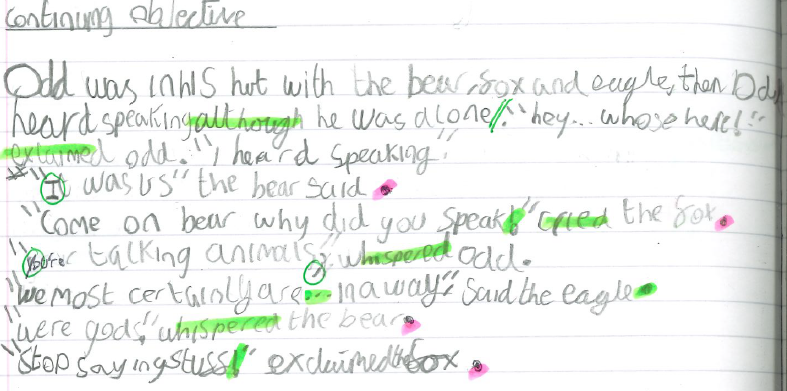 continuing objective
Odd was in his hut with the bear, fox and eagle, then Odd
heard speaking although he was alone. "hey... whose here!"
exlaimed odd. "i heard speaking"
"It was us" the bear said.
"Come on bear why did you speak!" cried the fox.
"your talking animals," whispered odd.
"we most certainly are... in a way" said the eagle.
"were gods," whispered the bear.
"Stop saying stuff!" exclaimed the fox.